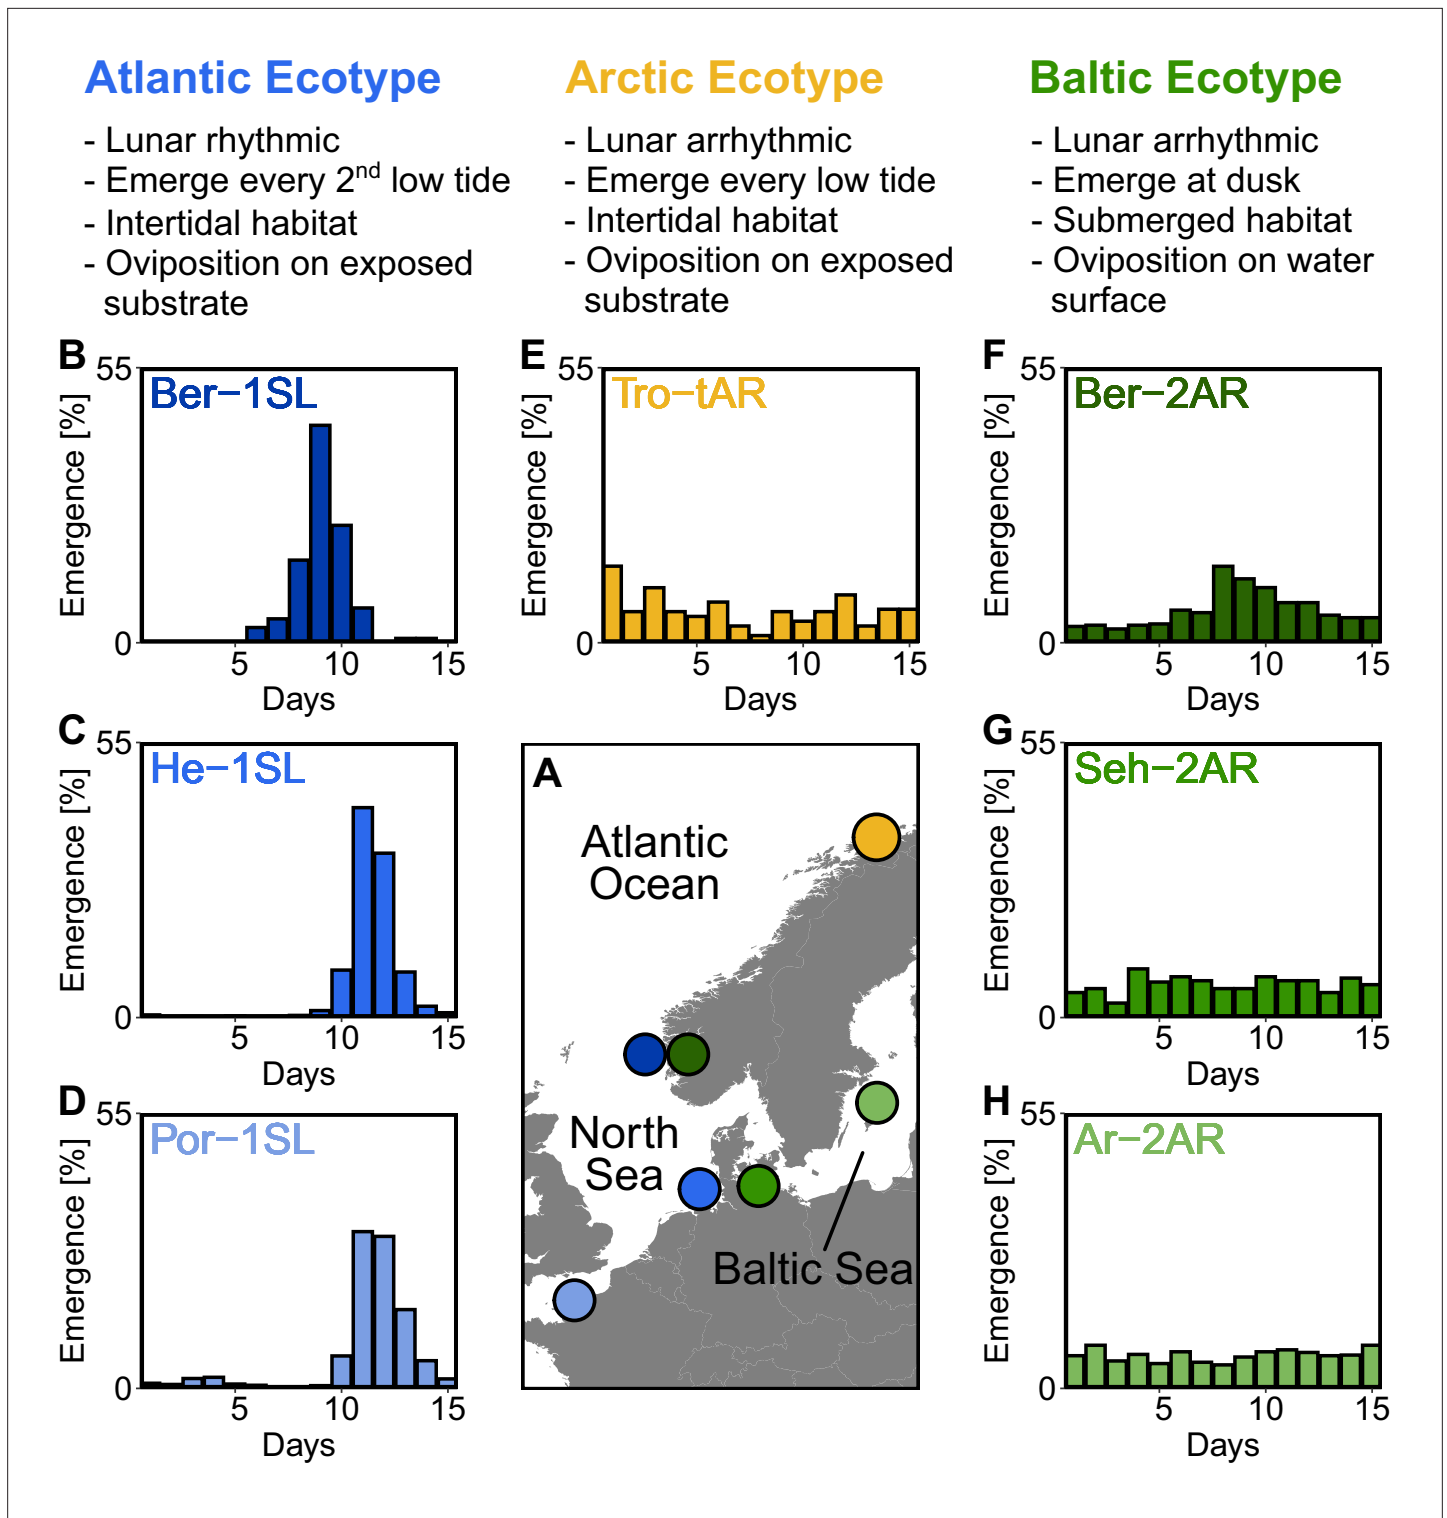 Atlantic Ecotype
- Lunar rhythmic
- Emerge every 2nd low tide
- Intertidal habitat
- Oviposition on exposed
substrate
Arctic Ecotype
- Lunar arrhythmic
- Emerge every low tide
- Intertidal habitat
- Oviposition on exposed
substrate
Baltic Ecotype
- Lunar arrhythmic
- Emerge at dusk
- Submerged habitat
- Oviposition on water
surface
B
55
Ber−1SL
Emergence [%]
0
5 10 15
Days
E
55
Tro−tAR
Emergence [%]
0
5 10 15
Days
F
55
Ber−2AR
Emergence [%]
0
5 10 15
Days
C
55
He−1SL
Emergence [%]
0
5 10 15
Days
A
Atlantic
Ocean
North
Sea
Baltic Sea
G
55
Seh−2AR
Emergence [%]
0
5 10 15
Days
D
55
Por−1SL
Emergence [%]
0
5 10 15
Days
H
55
Ar−2AR
Emergence [%]
0
5 10 15
Days